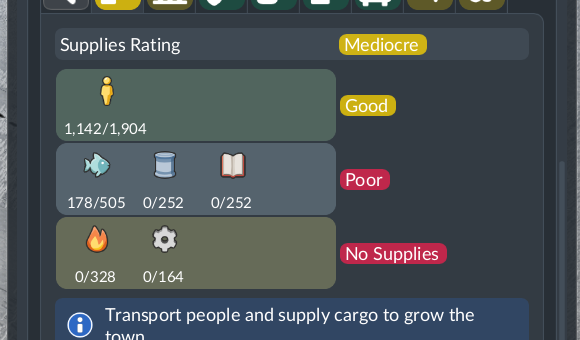 Supplies Rating Mediocre
1,142/1,904 Good
178/505 0/252 0/252 Poor
0/328 0/164 No Supplies
Transport people and supply cargo to grow the
town